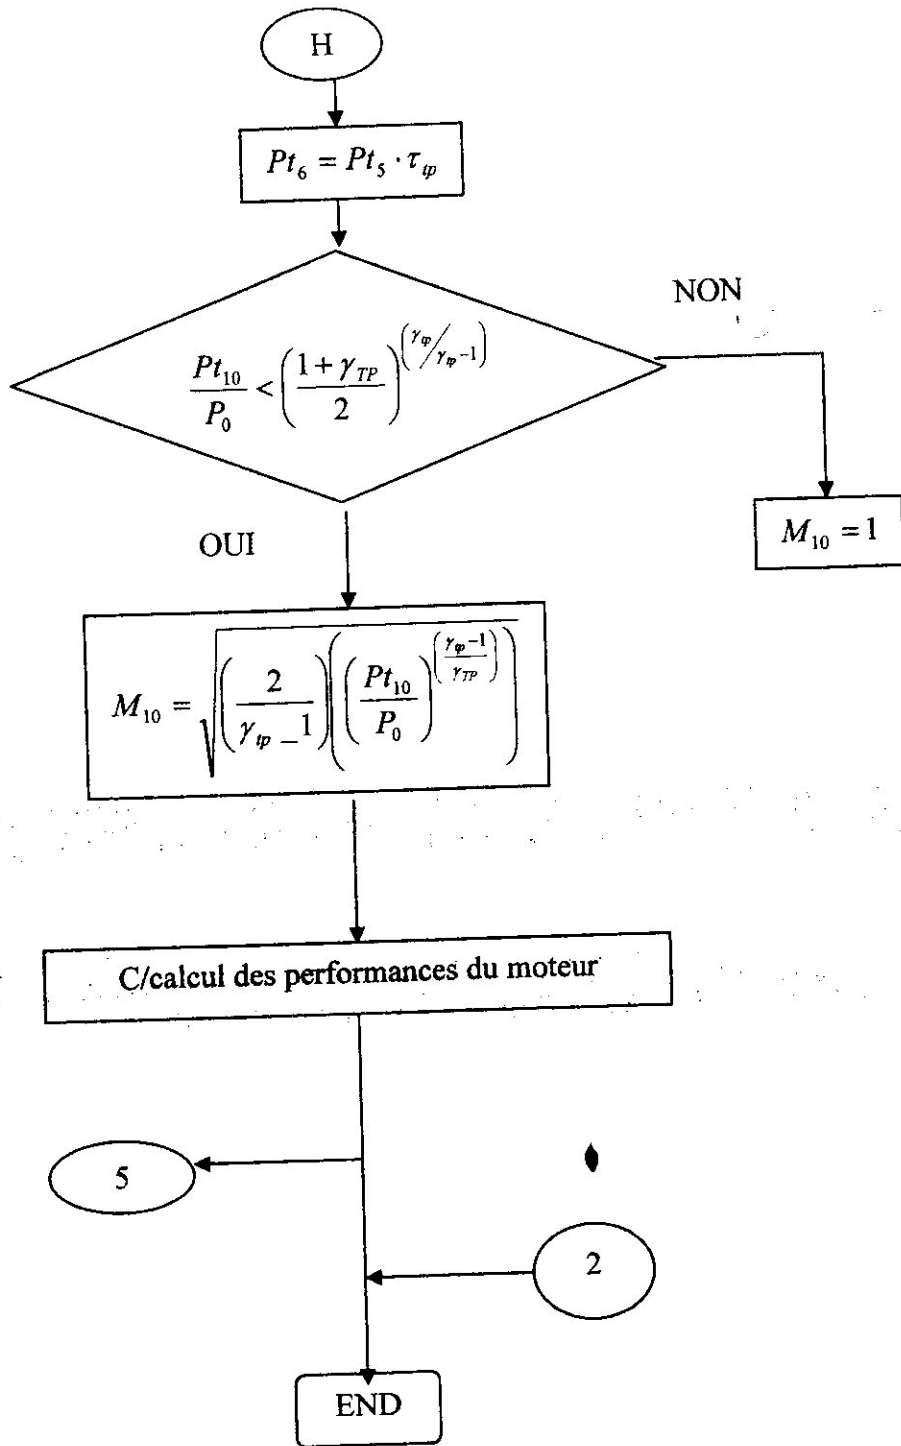 H
Pt₆ = Pt₅ · τ_tp
NON
Pt₁₀/P₀ < ((1 + γ_TP)/2)^(γ_tp/γ_tp−1)
M₁₀ = 1
OUI
M₁₀ = √((2/(γ_tp _ 1))((Pt₁₀/P₀)^((γ_tp−1)/γ_TP)))
C/calcul des performances du moteur
5
2
END